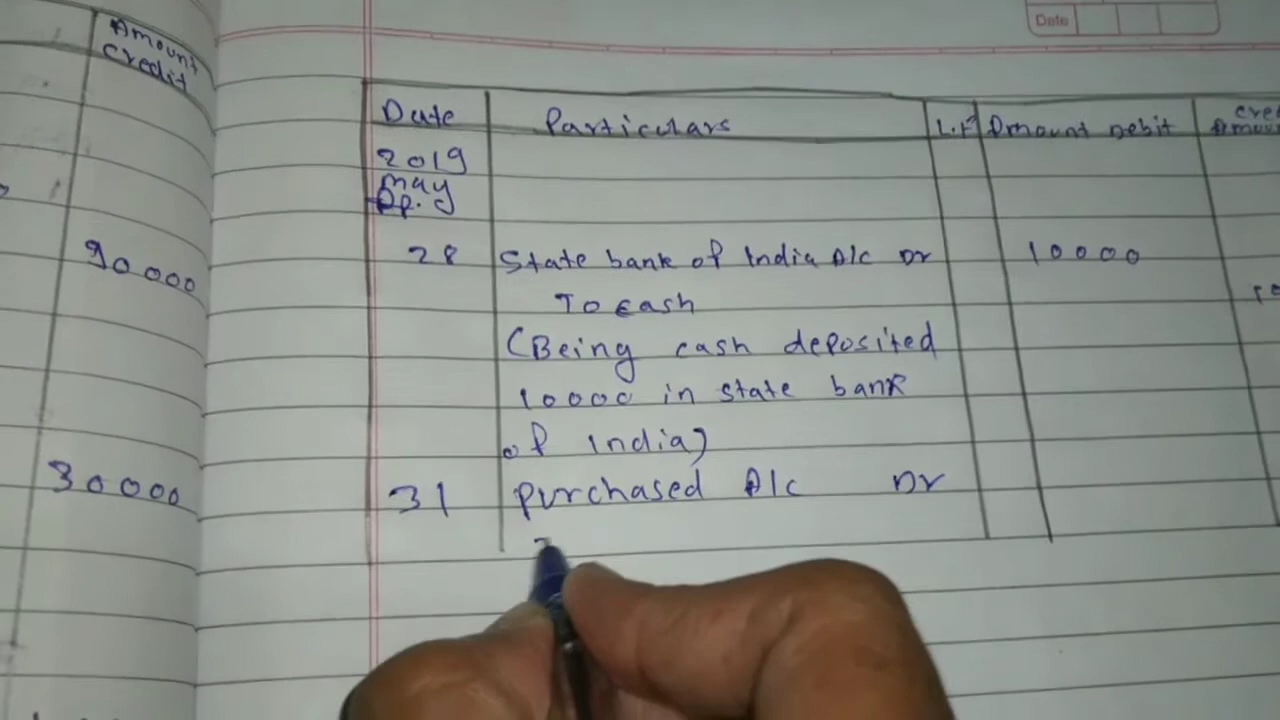 Amount
credit
90000
30000
Date
Date
Particulars
L.F
Amount Debit
2019
may
Ap.
28
State bank of India A/c Dr
10000
To cash
(Being cash deposited
10000 in state bank
of India)
31
purchased A/c Dr